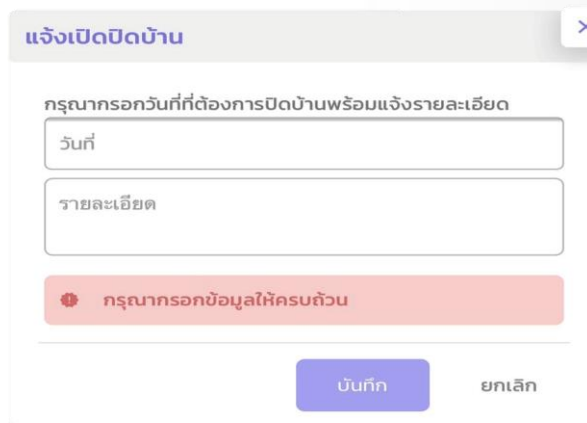 แจ้งเปิดปิดบ้าน
กรุณากรอกวันที่ที่ต้องการปิดบ้านพร้อมแจ้งรายละเอียด
วันที่
รายละเอียด
กรุณากรอกข้อมูลให้ครบถ้วน
บันทึก ยกเลิก